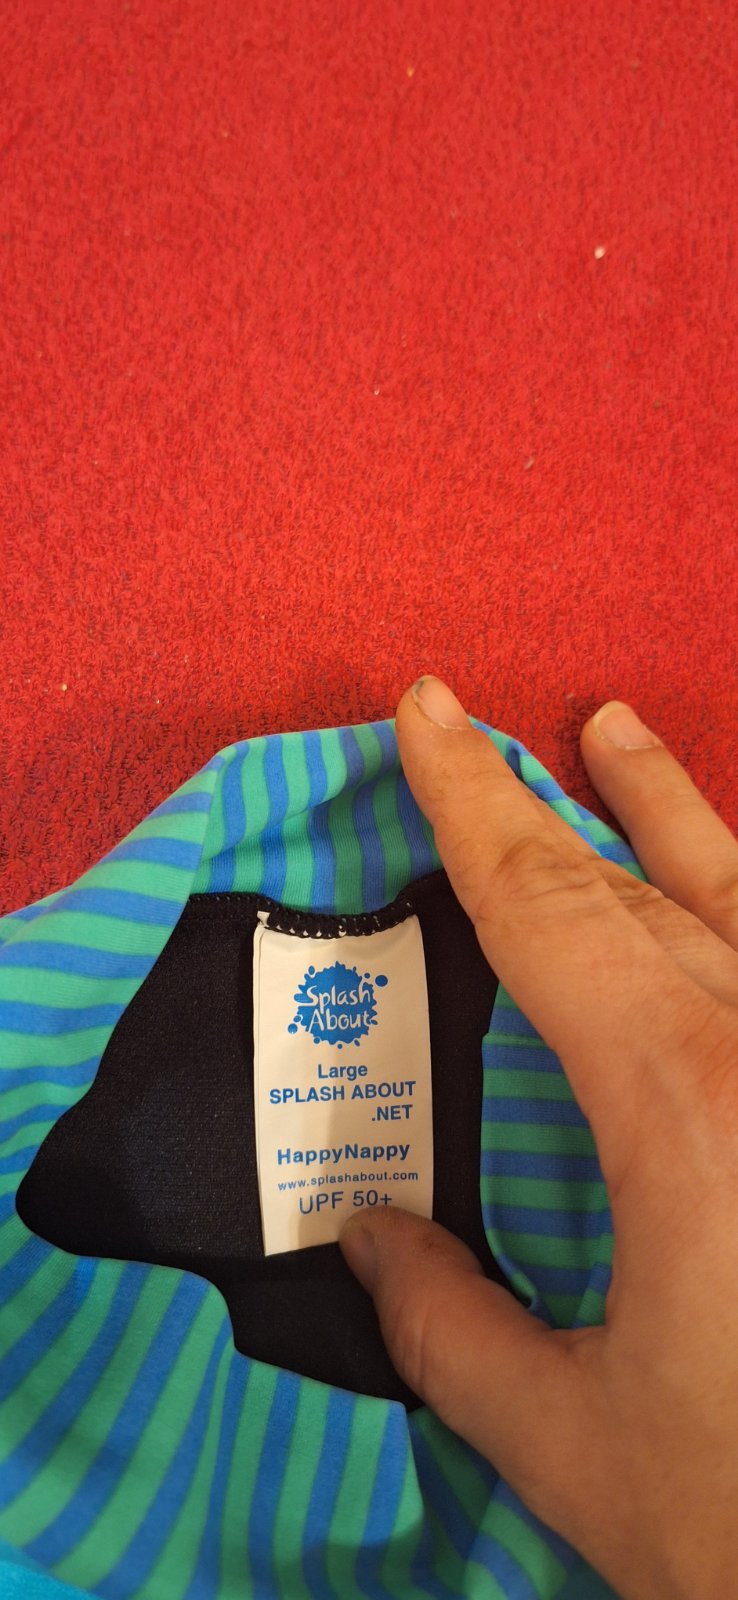 Splash
About
Large
SPLASH ABOUT
.NET
HappyNappy
www.splashabout.com
UPF 50+